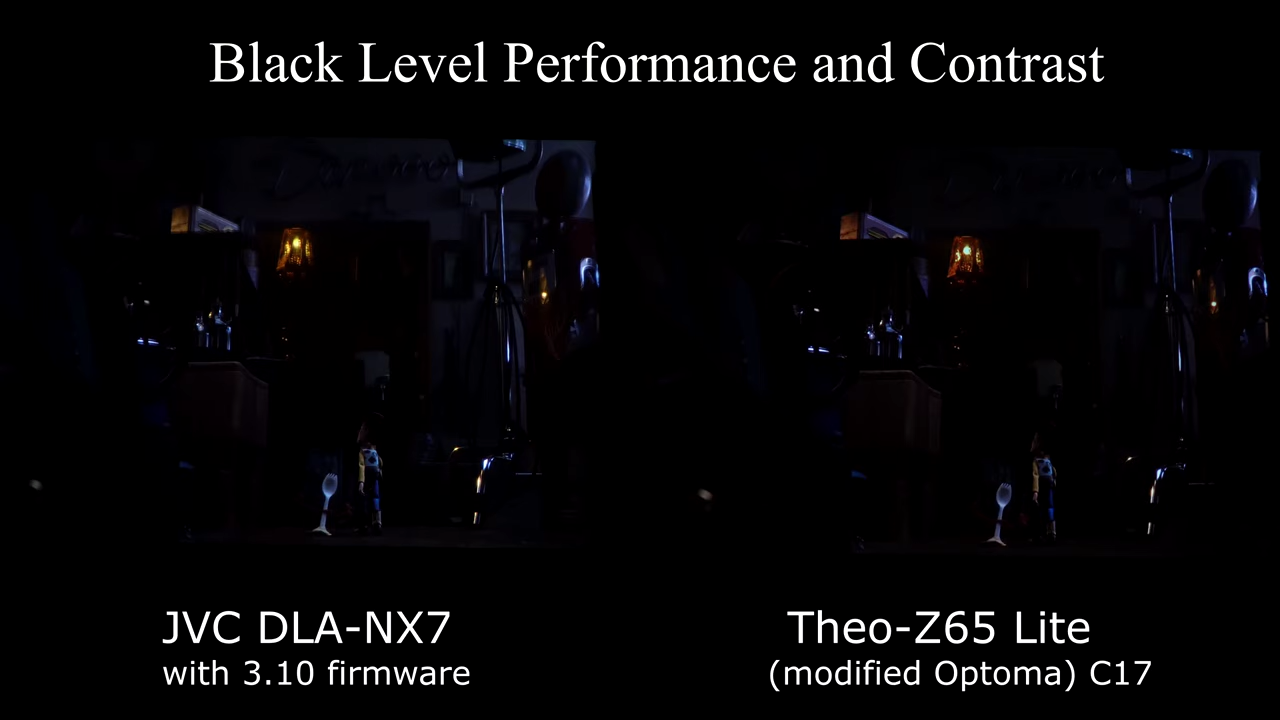 Black Level Performance and Contrast
JVC DLA-NX7
with 3.10 firmware
Theo-Z65 Lite
(modified Optoma) C17